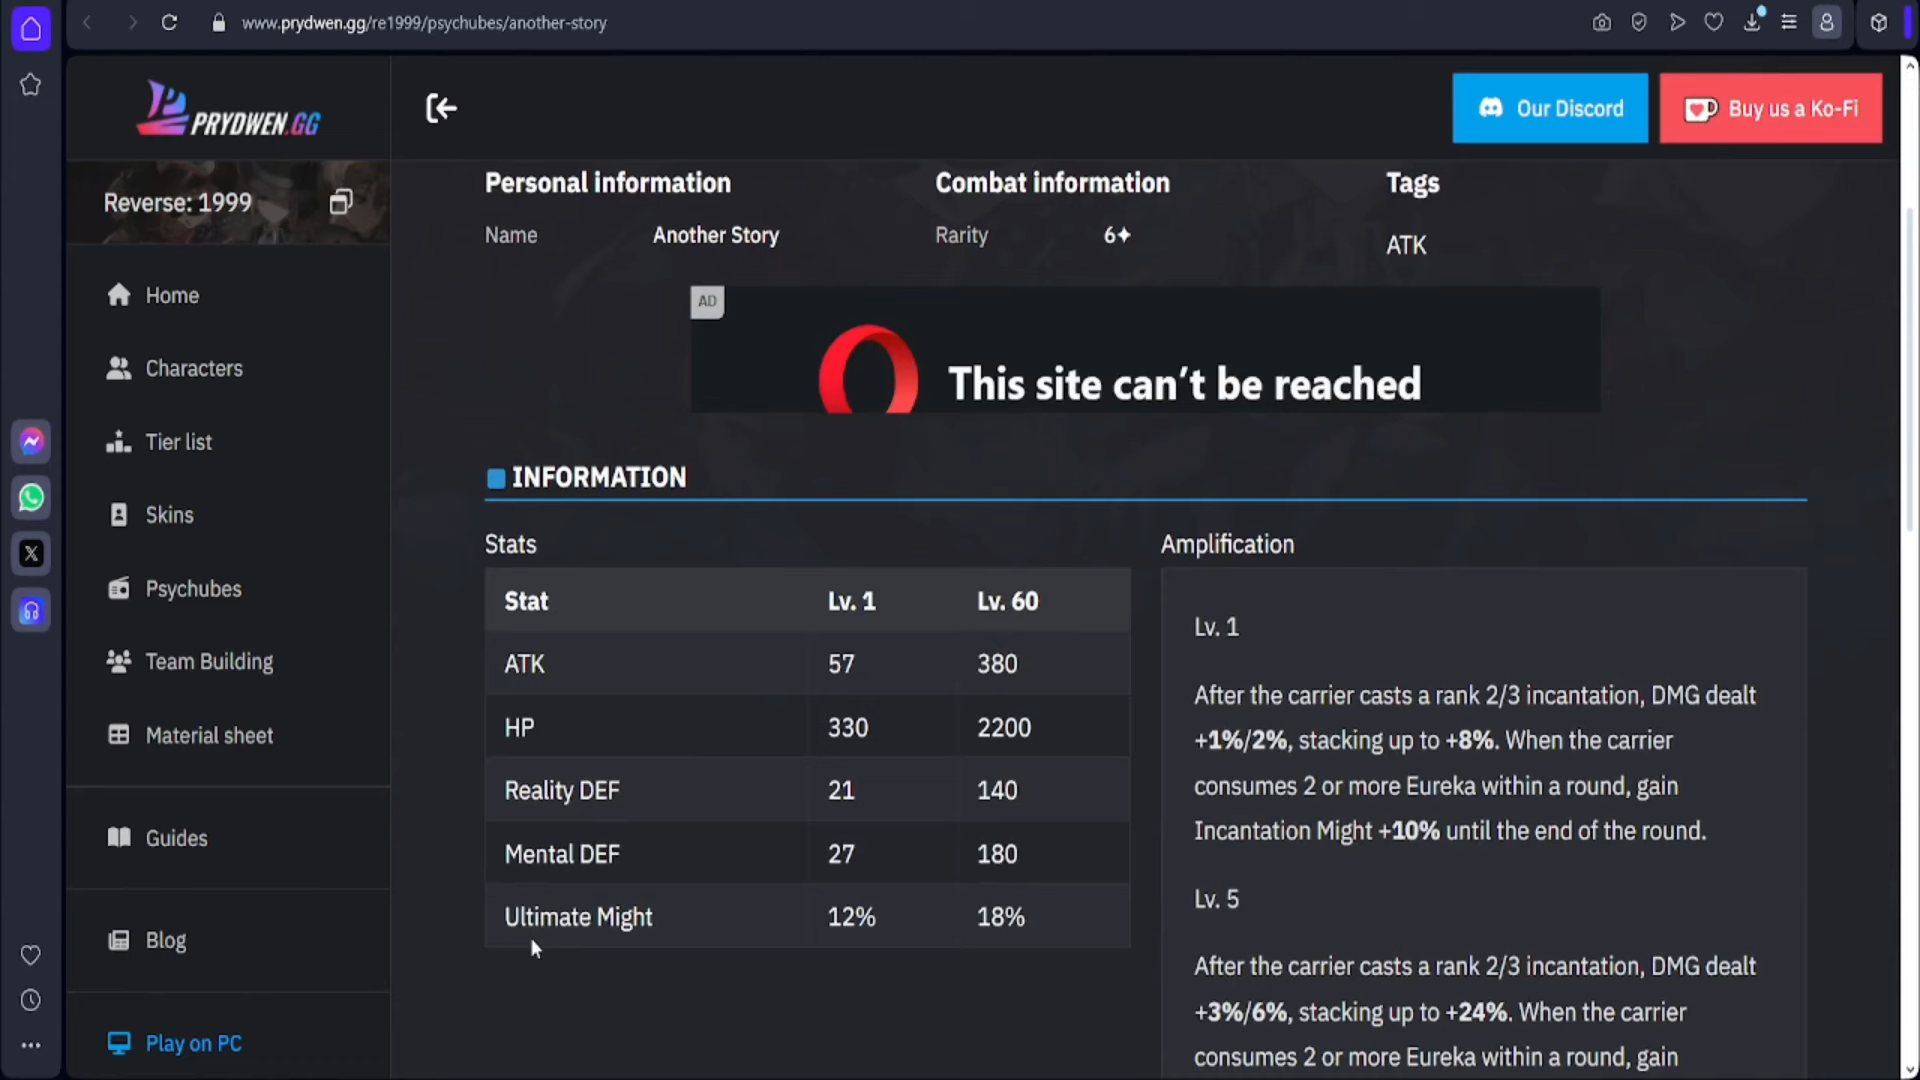 www.prydwen.gg/re1999/psychubes/another-story
PRYDWEN.GG
Our Discord
Buy us a Ko-Fi
Reverse: 1999
Home
Characters
Tier list
Skins
Psychubes
Team Building
Material sheet
Guides
Blog
Play on PC
Personal information
Name Another Story
Combat information
Rarity 6✦
Tags
ATK
AD
This site can't be reached
INFORMATION
Stats
Stat Lv. 1 Lv. 60
ATK 57 380
HP 330 2200
Reality DEF 21 140
Mental DEF 27 180
Ultimate Might 12% 18%
Amplification
Lv. 1
After the carrier casts a rank 2/3 incantation, DMG dealt
+1%/2%, stacking up to +8%. When the carrier
consumes 2 or more Eureka within a round, gain
Incantation Might +10% until the end of the round.
Lv. 5
After the carrier casts a rank 2/3 incantation, DMG dealt
+3%/6%, stacking up to +24%. When the carrier
consumes 2 or more Eureka within a round, gain